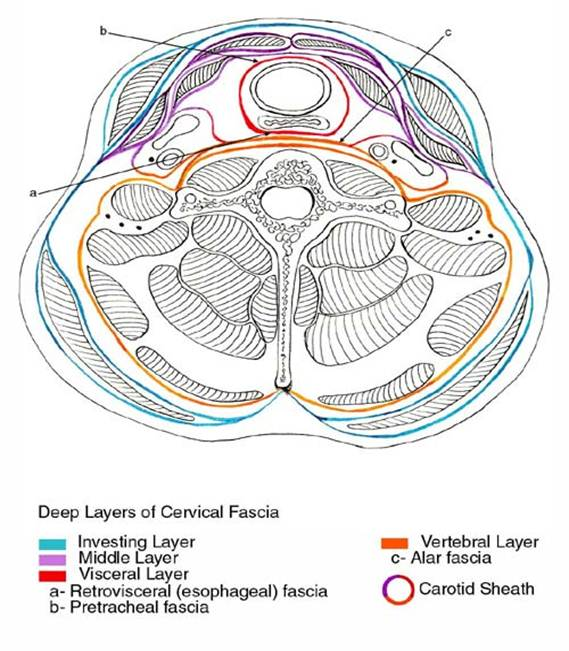 b
c
a
Deep Layers of Cervical Fascia
Investing Layer
Middle Layer
Visceral Layer
a- Retrovisceral (esophageal) fascia
b- Pretracheal fascia
Vertebral Layer
c- Alar fascia
Carotid Sheath